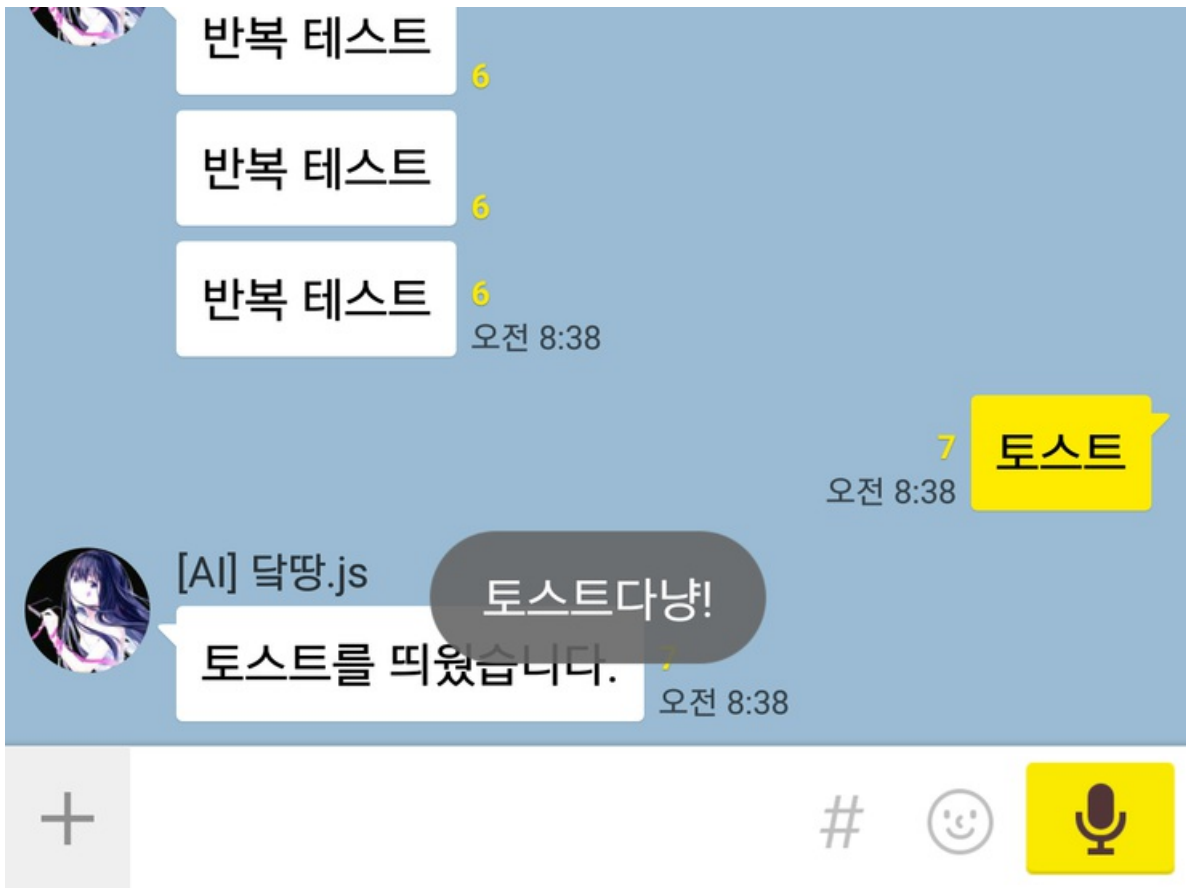 반복 테스트
6
반복 테스트
6
반복 테스트
6
오전 8:38
토스트
7
오전 8:38
[AI] 닼땅.js
토스트다냥!
토스트를 띄웠습니다.
7
오전 8:38
#